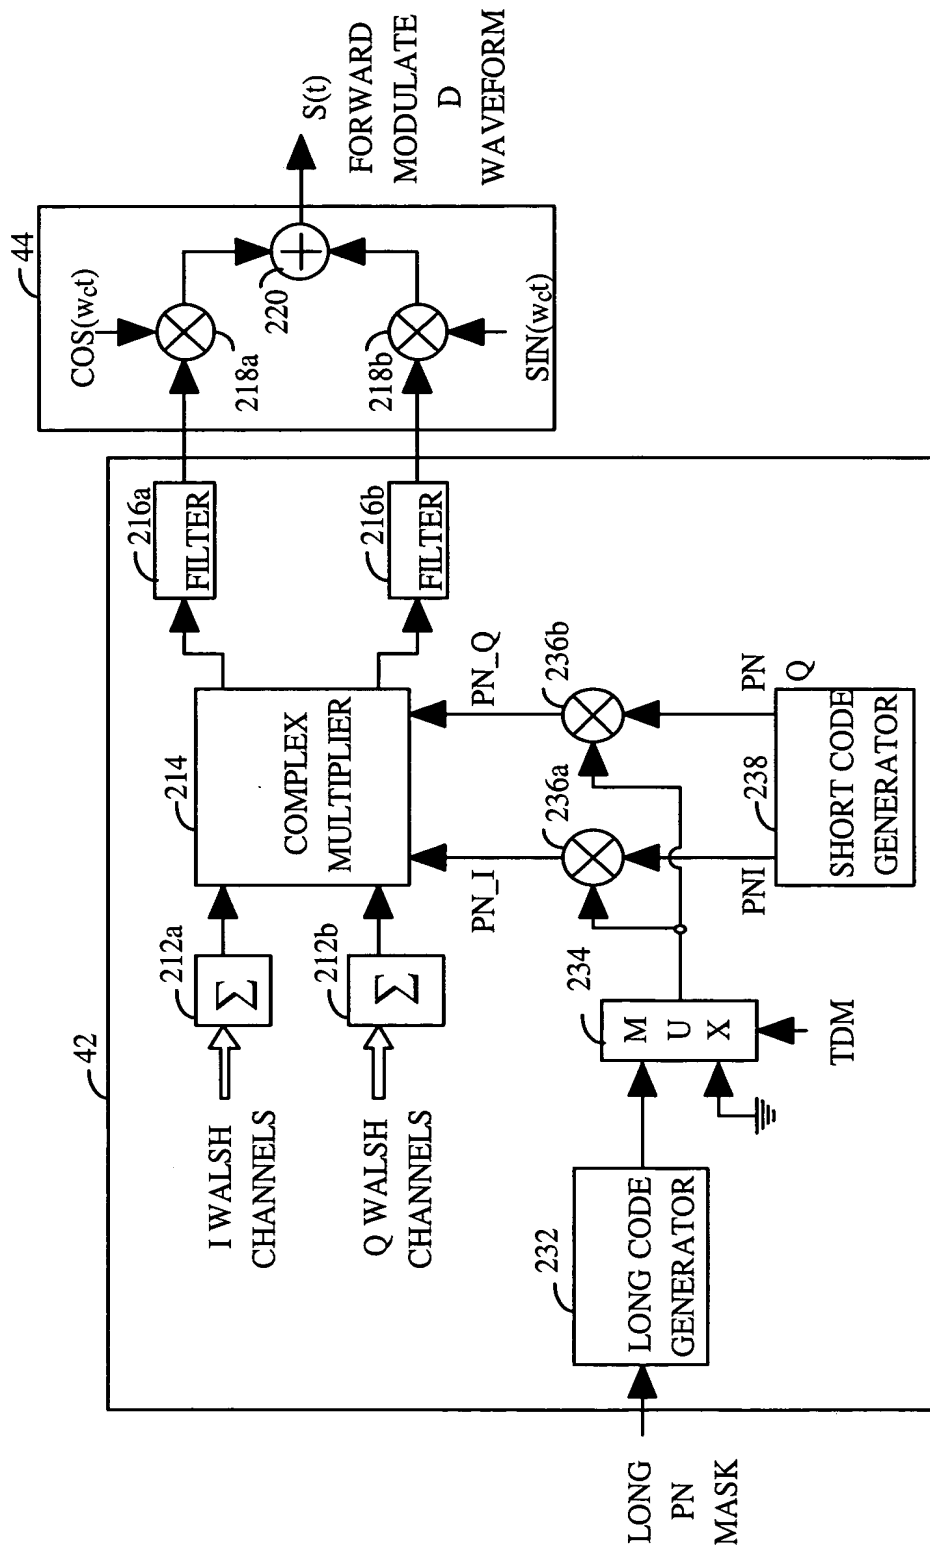 42
44
I WALSH
CHANNELS
212a
Σ
Q WALSH
CHANNELS
212b
Σ
214
COMPLEX
MULTIPLIER
216a
FILTER
216b
FILTER
COS(wct)
218a
218b
SIN(wct)
220
S(t)
FORWARD
MODULATE
D
WAVEFORM
PN_I
PN_Q
236a
236b
LONG
PN
MASK
232
LONG CODE
GENERATOR
234
M
U
X
TDM
PNI
PN
Q
238
SHORT CODE
GENERATOR